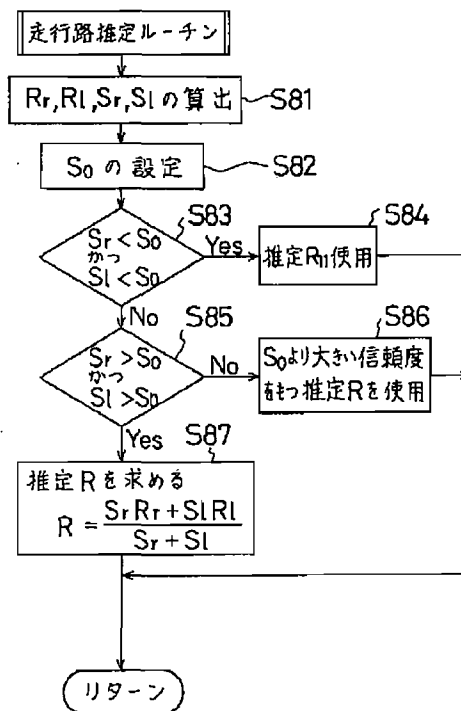 走行路推定ルーチン
Rr,Rl,Sr,Slの算出
S81
S0の設定
S82
S83
Sr<S0
かつ
Sl<S0
Yes
S84
推定R11使用
No
S85
Sr>S0
かつ
Sl>S0
No
S86
S0より大きい信頼度
をもつ推定Rを使用
Yes
S87
推定Rを求める
R=SrRr+SlRl
Sr+Sl
リターン